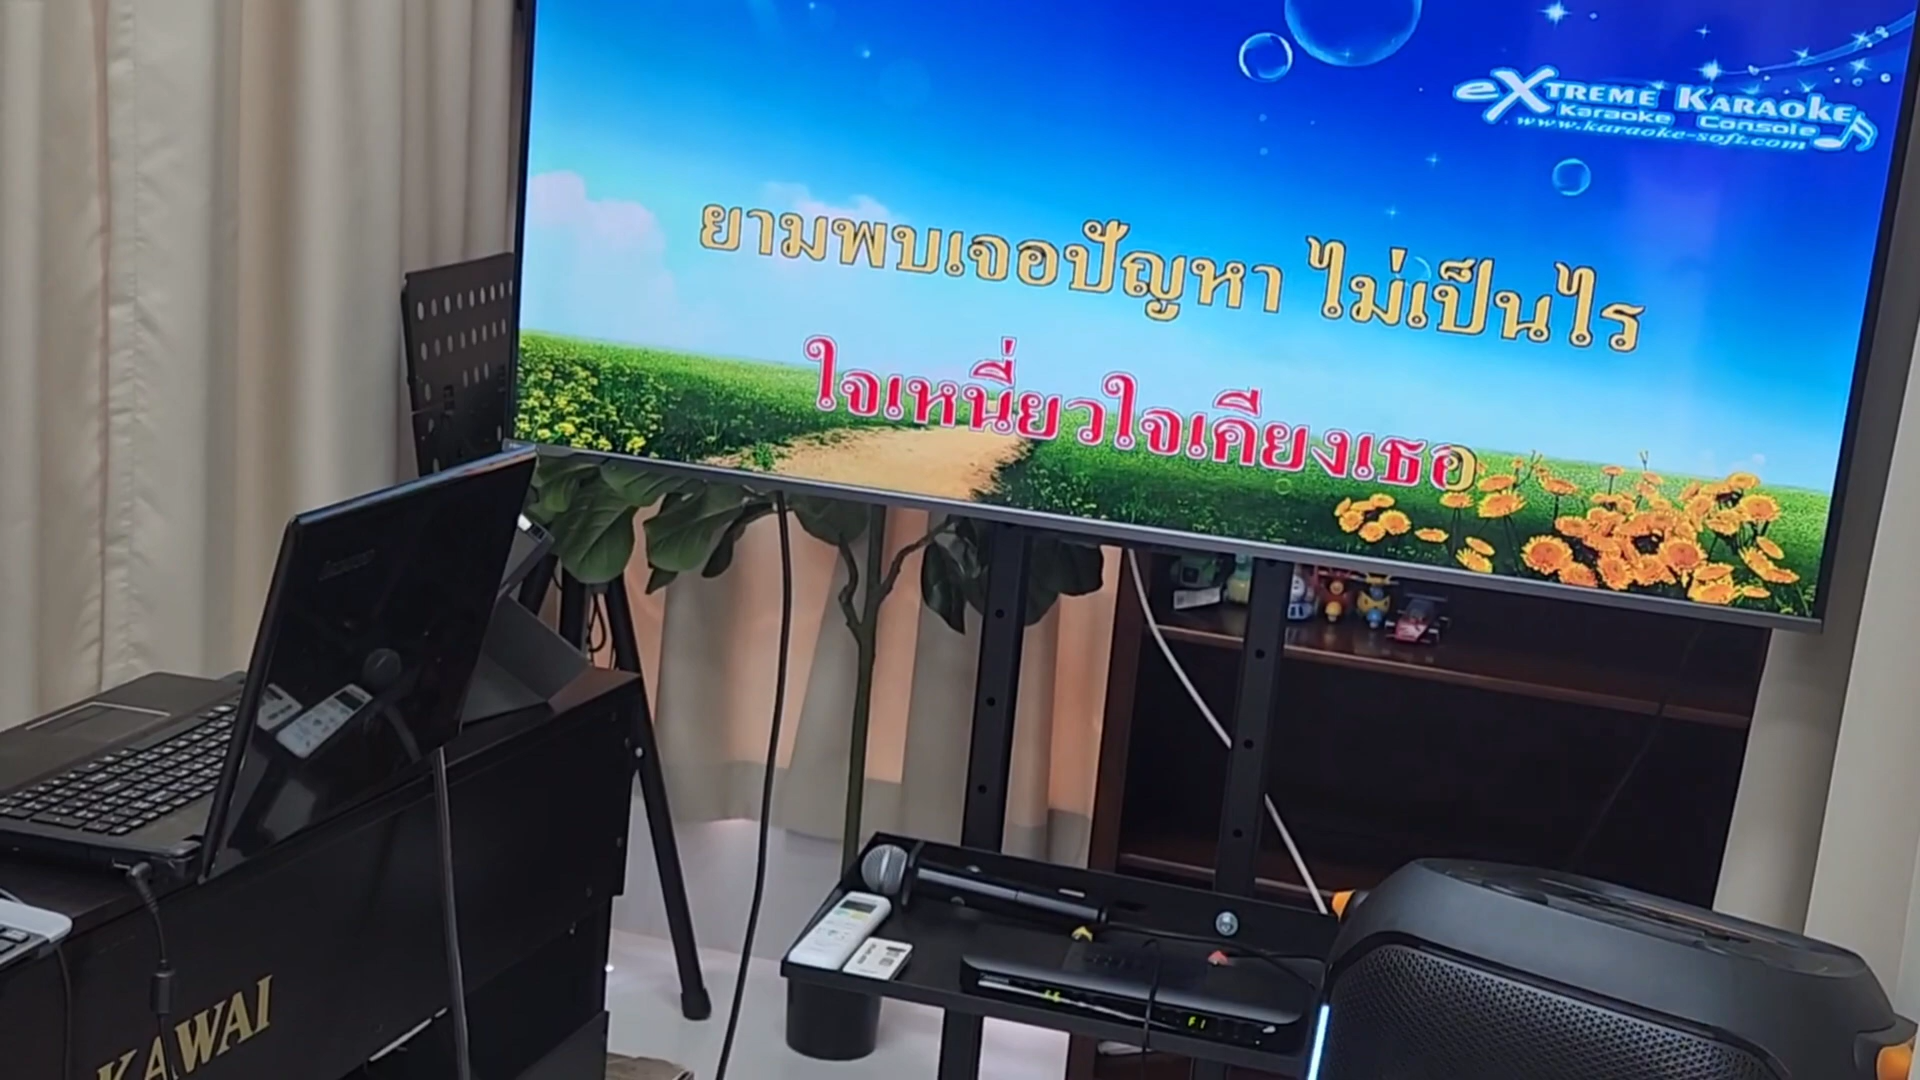 eXTREME KARAOKE
Karaoke Console
www.karaoke-soft.com
ยามพบเจอปัญหา ไม่เป็นไร
ใจเหนี่ยวใจเคียงเธอ
KAWAI
F1